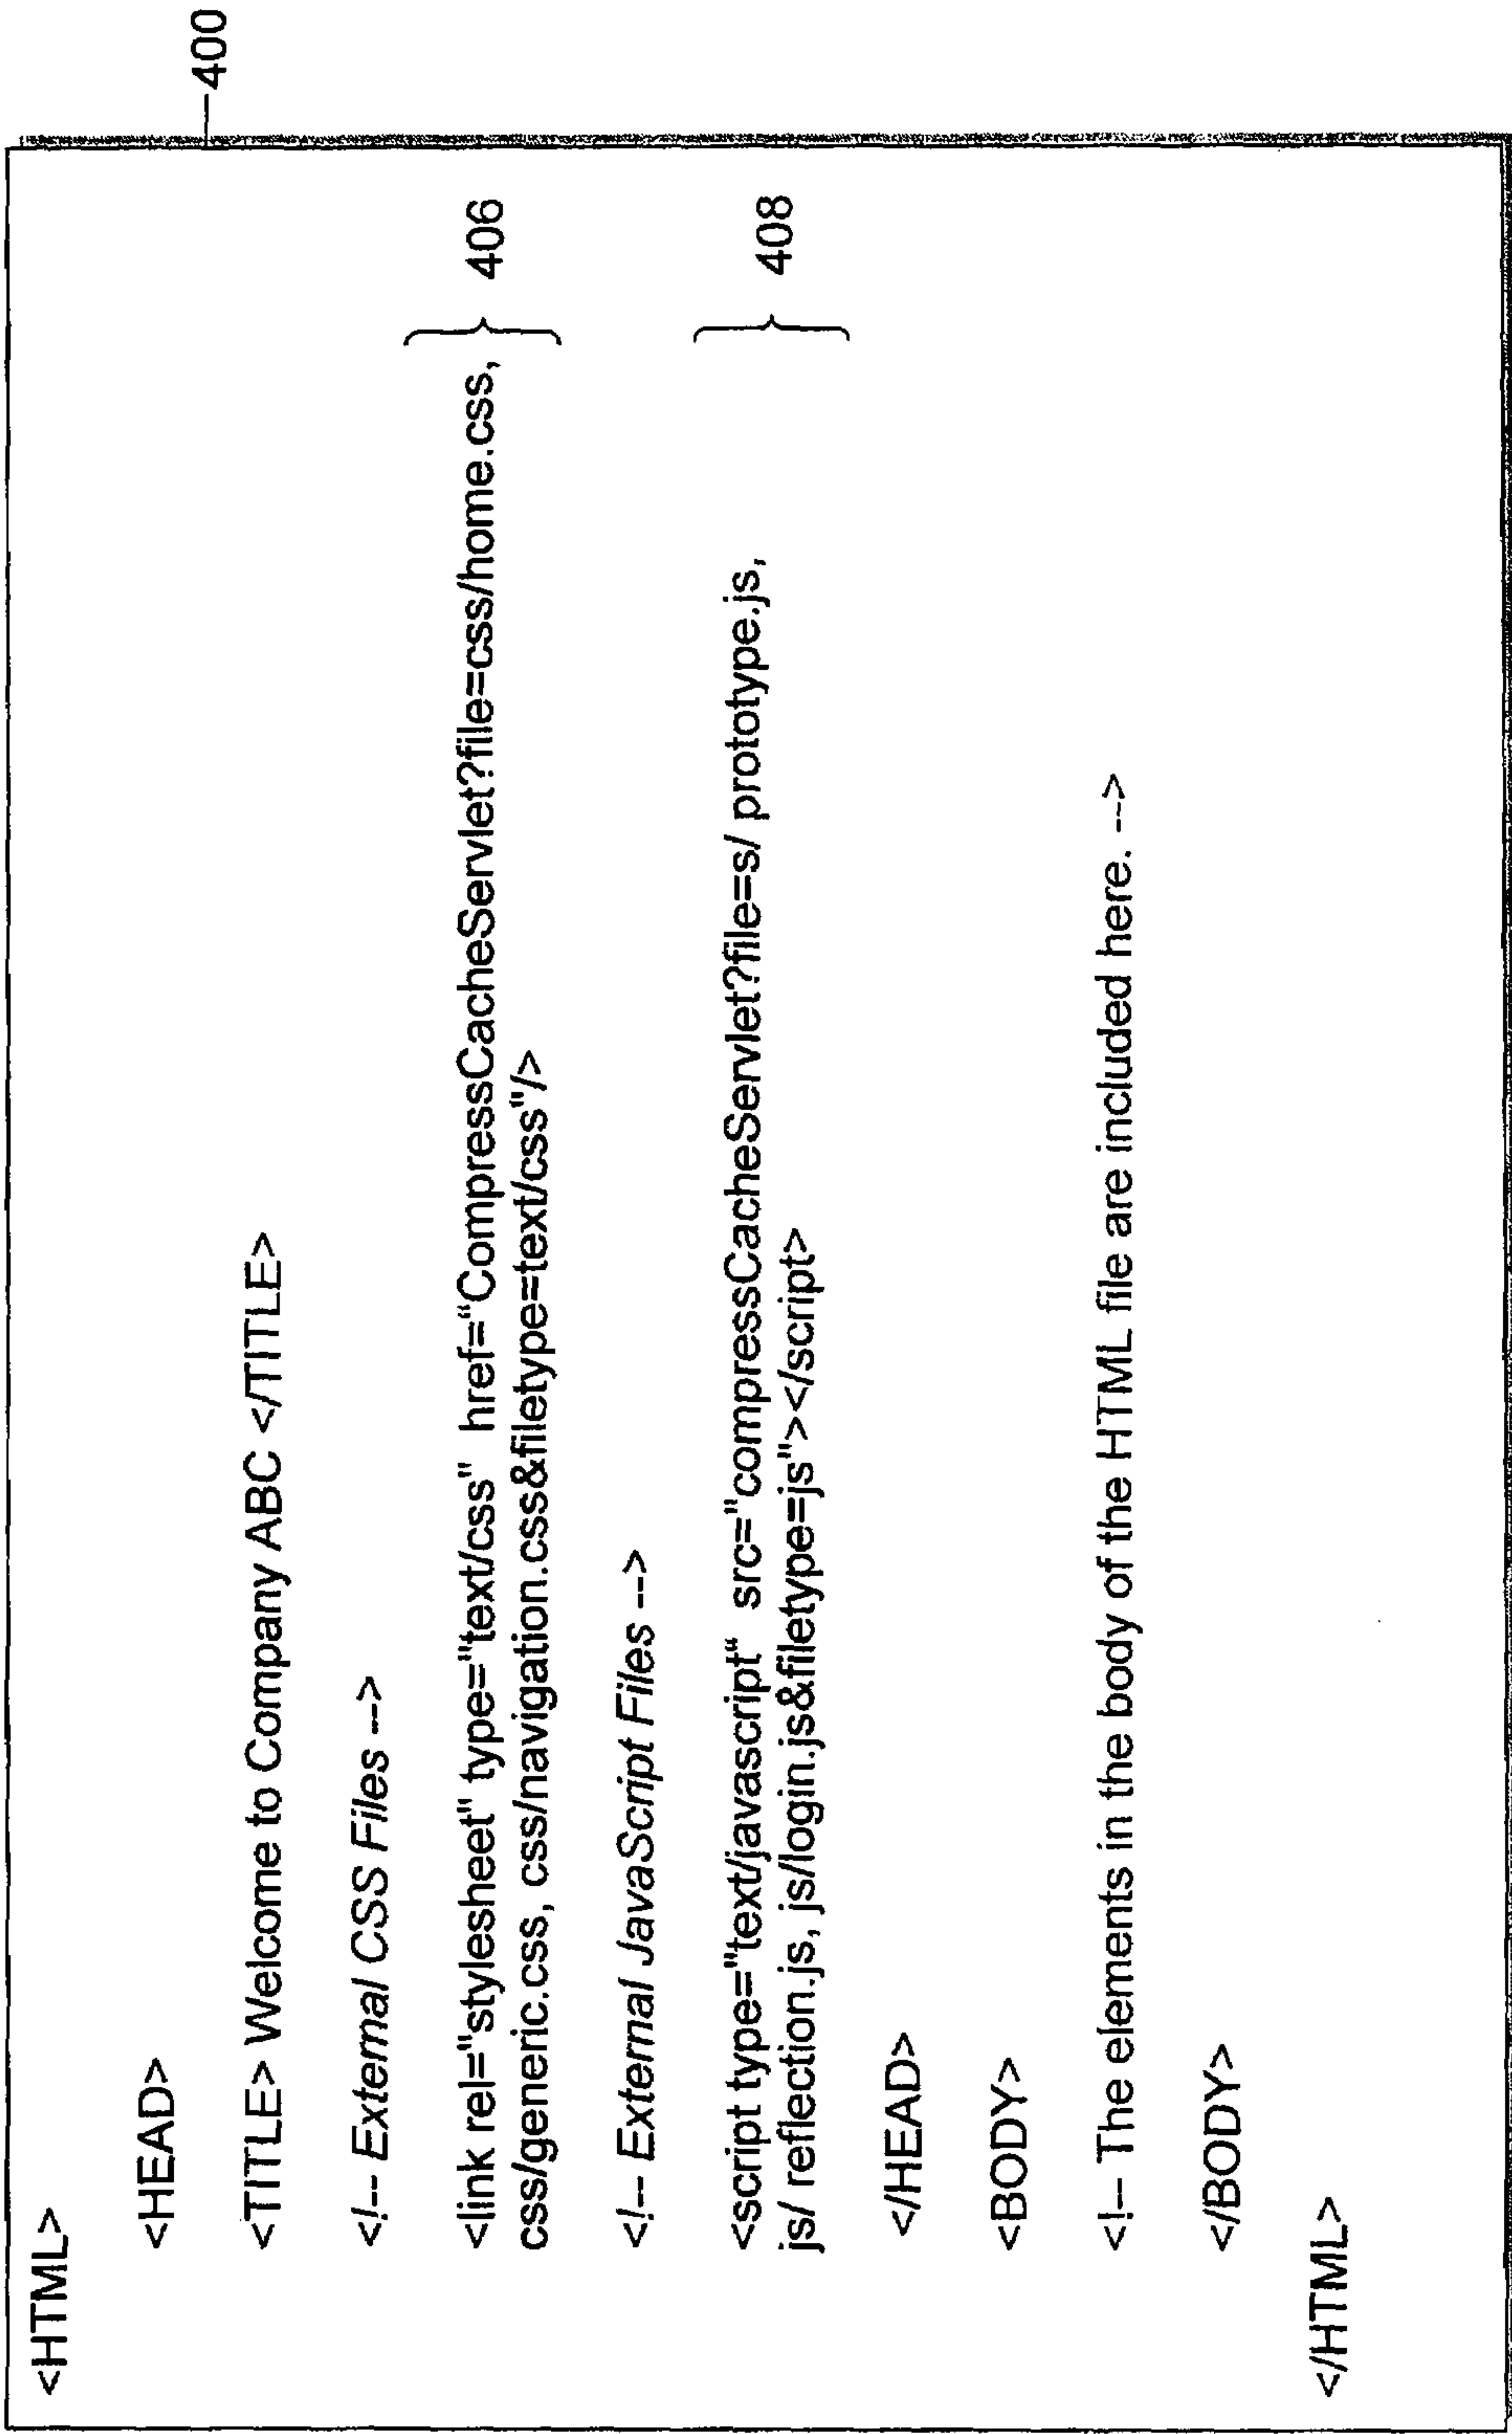 <HTML>
<HEAD>
400
<TITLE> Welcome to Company ABC </TITLE>
<!-- External CSS Files -->
<link rel="stylesheet" type="text/css" href="CompressCacheServlet?file=css/home.css,
css/generic.css, css/navigation.css&filetype=text/css"/>
406
<!-- External JavaScript Files -->
<script type="text/javascript" src="compressCacheServlet?file=s/ prototype.js,
js/ reflection.js, js/login.js&filetype=js"></script>
408
</HEAD>
<BODY>
<!-- The elements in the body of the HTML file are included here. -->
</BODY>
</HTML>